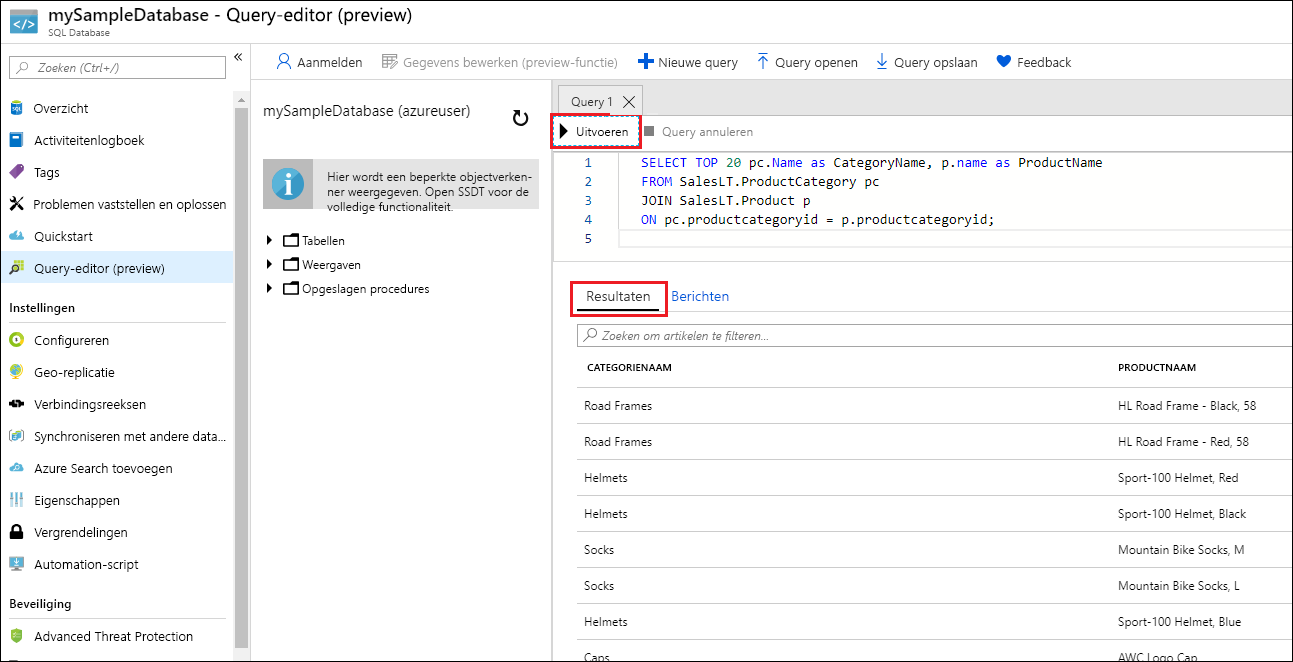 mySampleDatabase - Query-editor (preview)
SQL Database
Zoeken (Ctrl+/)
«
Overzicht
Activiteitenlogboek
Tags
Problemen vaststellen en oplossen
Quickstart
Query-editor (preview)
Instellingen
Configureren
Geo-replicatie
Verbindingsreeksen
Synchroniseren met andere data...
Azure Search toevoegen
Eigenschappen
Vergrendelingen
Automation-script
Beveiliging
Advanced Threat Protection
Aanmelden Gegevens bewerken (preview-functie) Nieuwe query Query openen Query opslaan Feedback
mySampleDatabase (azureuser)
Hier wordt een beperkte objectverken-
ner weergegeven. Open SSDT voor de
volledige functionaliteit.
Tabellen
Weergaven
Opgeslagen procedures
Query 1
Uitvoeren Query annuleren
1 SELECT TOP 20 pc.Name as CategoryName, p.name as ProductName
2 FROM SalesLT.ProductCategory pc
3 JOIN SalesLT.Product p
4 ON pc.productcategoryid = p.productcategoryid;
5
Resultaten Berichten
Zoeken om artikelen te filteren...
CATEGORIENAAM PRODUCTNAAM
Road Frames HL Road Frame - Black, 58
Road Frames HL Road Frame - Red, 58
Helmets Sport-100 Helmet, Red
Helmets Sport-100 Helmet, Black
Socks Mountain Bike Socks, M
Socks Mountain Bike Socks, L
Helmets Sport-100 Helmet, Blue
Caps AWC Logo Cap